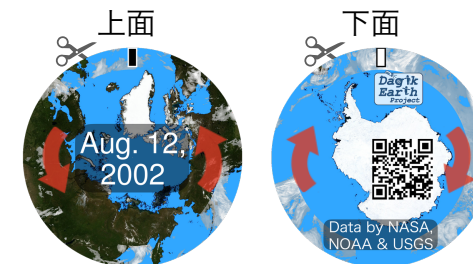 上面
下面
Aug. 12,
2002
Dagik
Earth
Project
Data by NASA,
NOAA & USGS